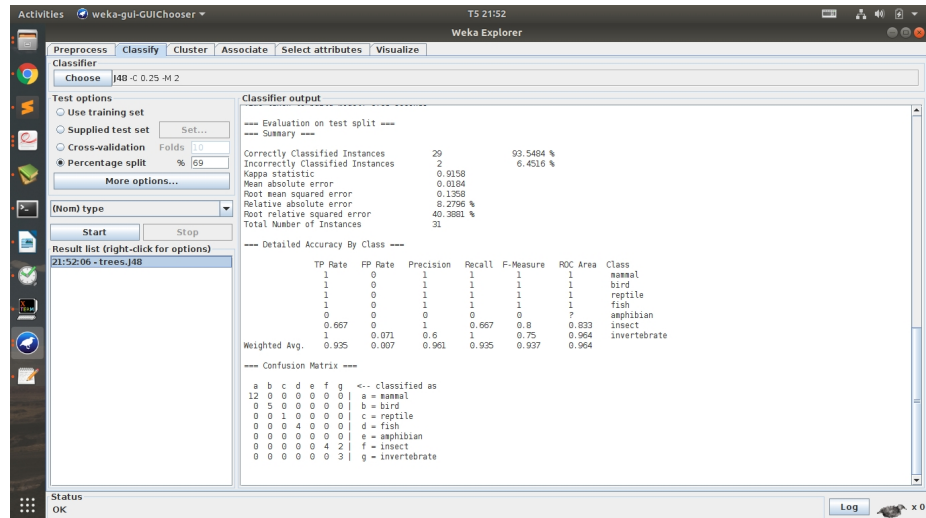 Activities weka-gui-GUIChooser T5 21:52
Weka Explorer
Preprocess Classify Cluster Associate Select attributes Visualize
Classifier
Choose J48 -C 0.25 -M 2
Test options
Use training set
Supplied test set Set...
Cross-validation Folds 10
Percentage split % 69
More options...
(Nom) type
Start Stop
Result list (right-click for options)
21:52:06 - trees.J48
Classifier output
=== Evaluation on test split ===
=== Summary ===
Correctly Classified Instances 29 93.5484 %
Incorrectly Classified Instances 2 6.4516 %
Kappa statistic 0.9158
Mean absolute error 0.0184
Root mean squared error 0.1358
Relative absolute error 8.2796 %
Root relative squared error 40.3881 %
Total Number of Instances 31
=== Detailed Accuracy By Class ===
TP Rate FP Rate Precision Recall F-Measure ROC Area Class
1 0 1 1 1 1 mammal
1 0 1 1 1 1 bird
1 0 1 1 1 1 reptile
1 0 1 1 1 1 fish
0 0 0 0 0 ? amphibian
0.667 0 1 0.667 0.8 0.833 insect
1 0.071 0.6 1 0.75 0.964 invertebrate
Weighted Avg. 0.935 0.007 0.961 0.935 0.937 0.964
=== Confusion Matrix ===
a b c d e f g <-- classified as
12 0 0 0 0 0 0 | a = mammal
0 5 0 0 0 0 0 | b = bird
0 0 1 0 0 0 0 | c = reptile
0 0 0 4 0 0 0 | d = fish
0 0 0 0 0 0 0 | e = amphibian
0 0 0 0 0 4 2 | f = insect
0 0 0 0 0 0 3 | g = invertebrate
Status
OK
Log x 0